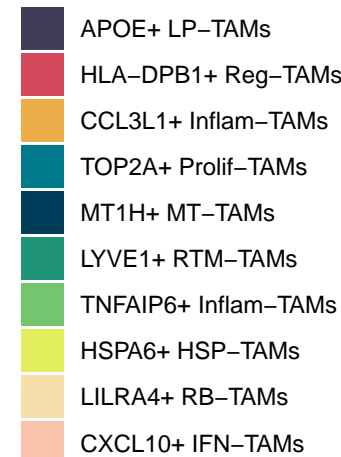 APOE+ LP−TAMs
HLA−DPB1+ Reg−TAMs
CCL3L1+ Inflam−TAMs
TOP2A+ Prolif−TAMs
MT1H+ MT−TAMs
LYVE1+ RTM−TAMs
TNFAIP6+ Inflam−TAMs
HSPA6+ HSP−TAMs
LILRA4+ RB−TAMs
CXCL10+ IFN−TAMs